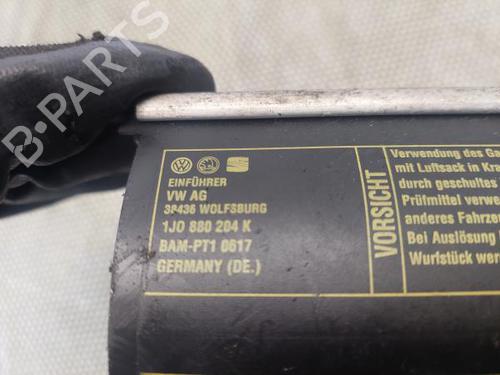 B-PARTS
EINFÜHRER
VW AG
38436 WOLFSBURG
1J0 880 204 K
BAM-PT1 0617
GERMANY (DE.)
VORSICHT
Verwendung des Ga
mit Luftsack in Kra
durch geschultes
Prüfmittel verwe
anderes Fahrze
Bei Auslösung
Wurfstück wer